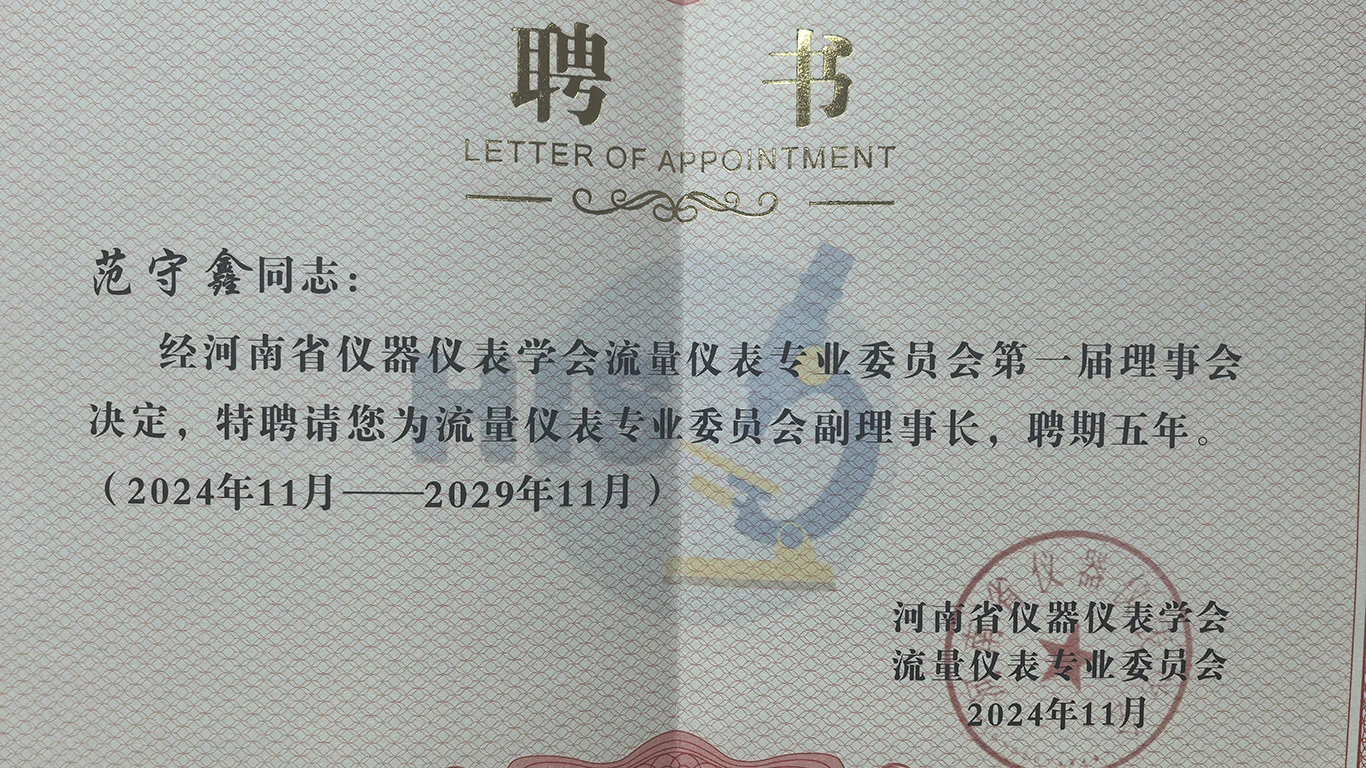 聘 书
LETTER OF APPOINTMENT
范守鑫同志：
经河南省仪器仪表学会流量仪表专业委员会第一届理事会
决定，特聘请您为流量仪表专业委员会副理事长，聘期五年。
（2024年11月——2029年11月）
河南省仪器仪表学会
流量仪表专业委员会
2024年11月